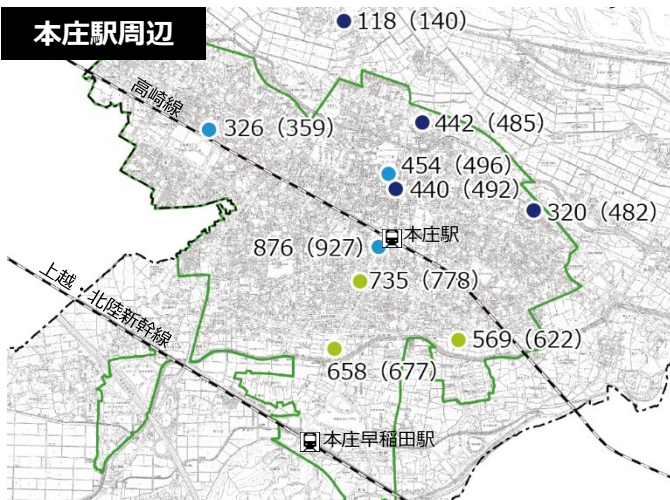 本庄駅周辺
118（140）
高崎線
326（359）
442（485）
454（496）
440（492）
320（482）
本庄駅
876（927）
735（778）
上越・北陸新幹線
569（622）
658（677）
本庄早稲田駅